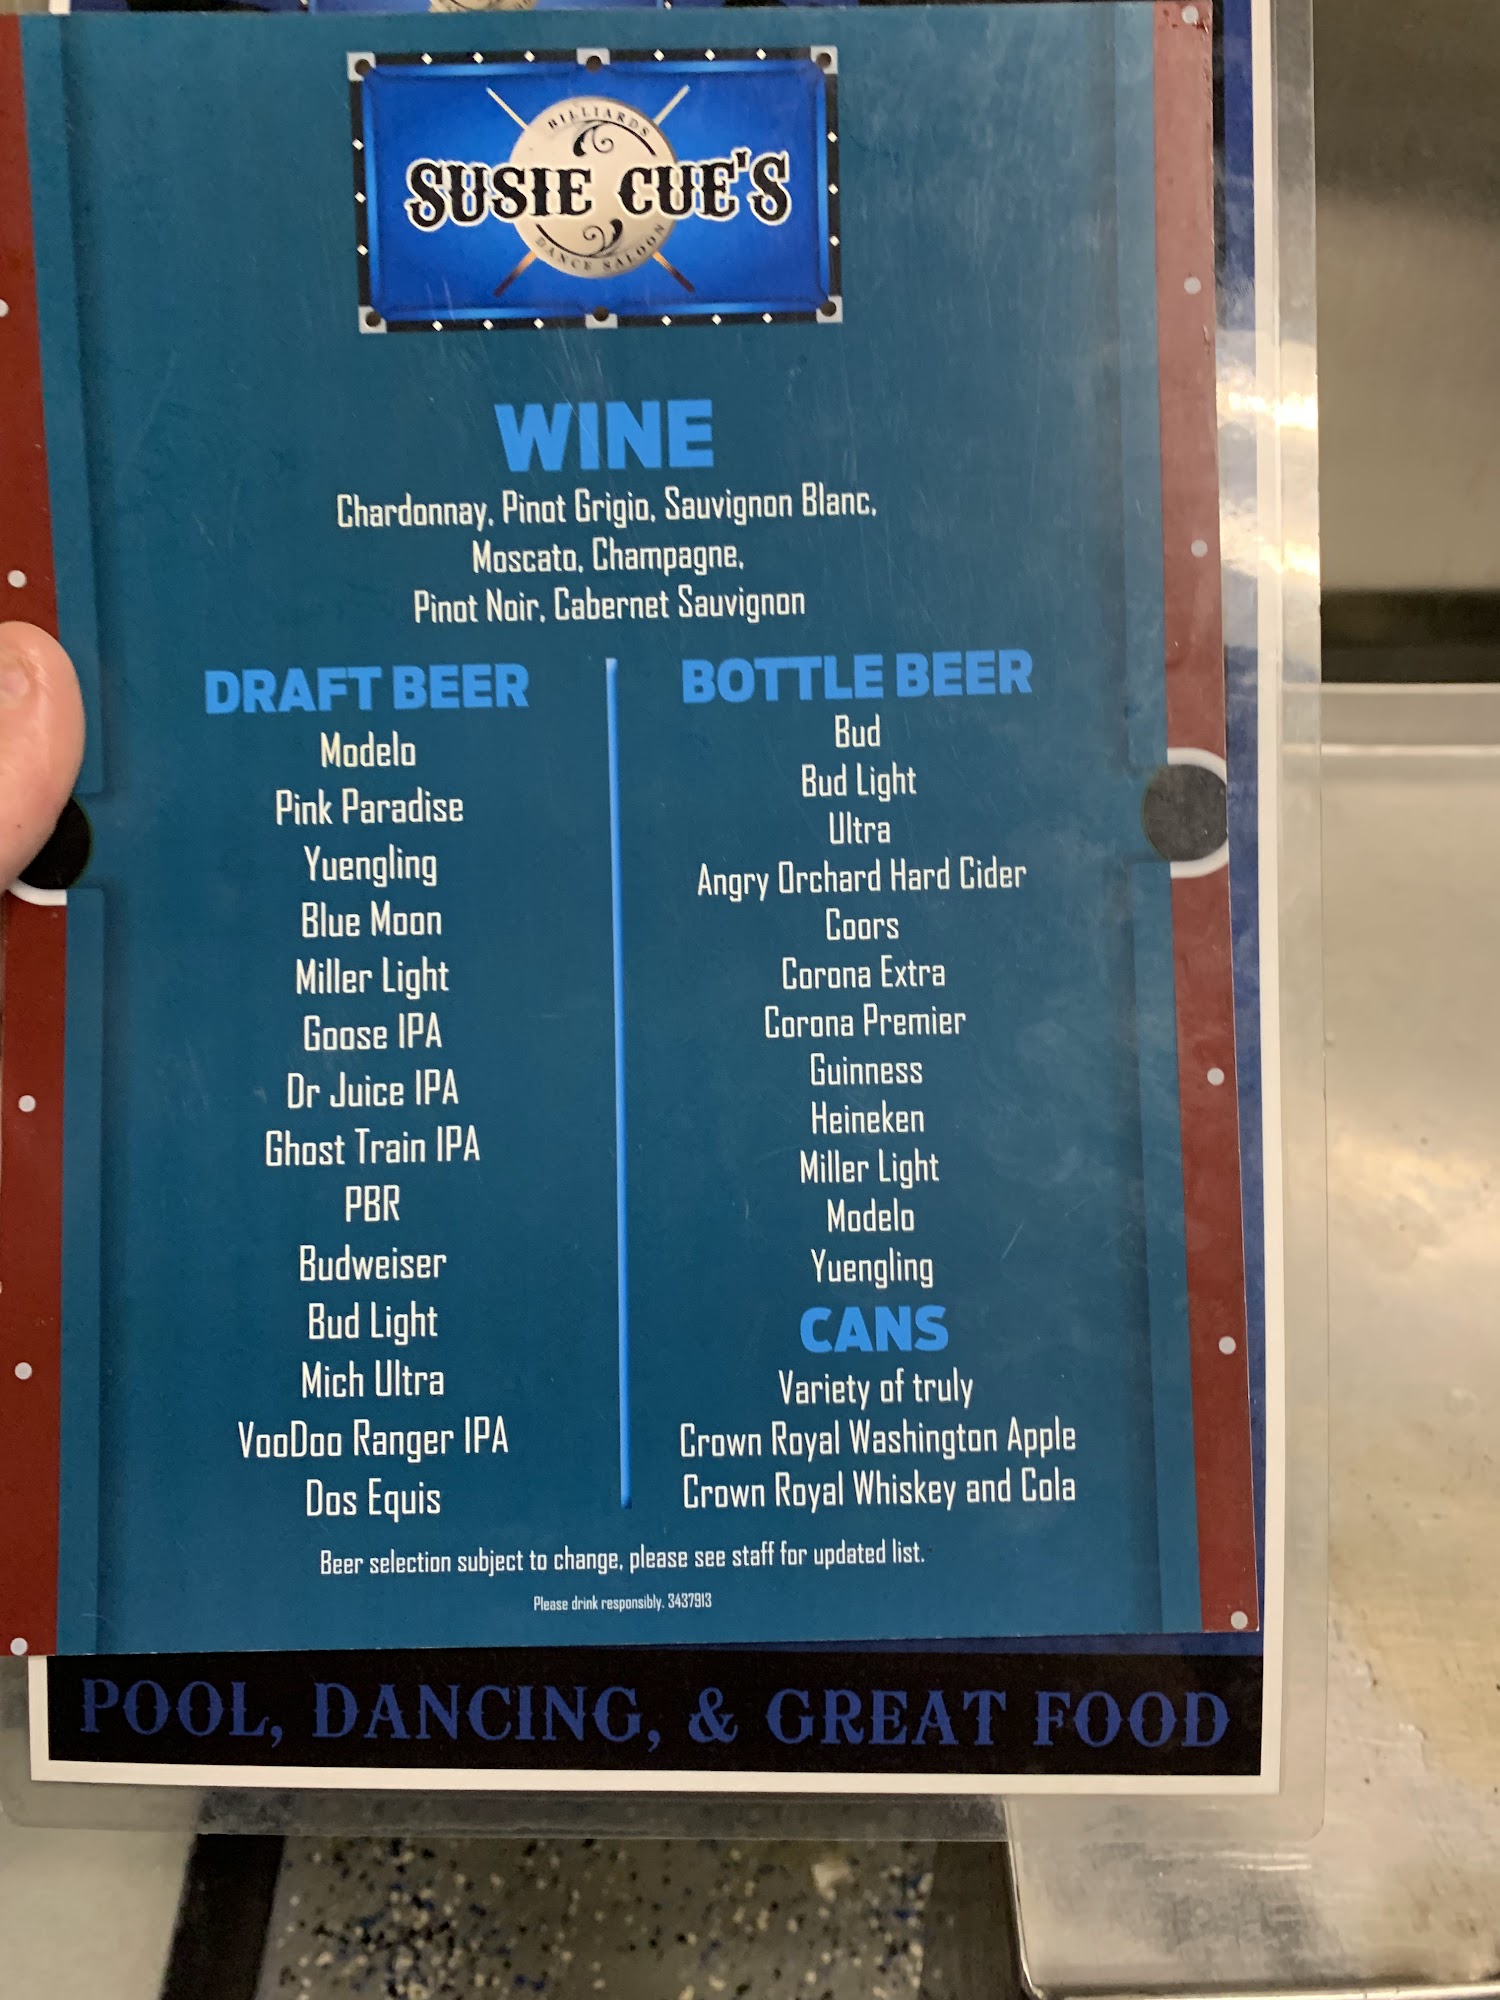 BILLIARDS
SUSIE CUE'S
DANCE SALOON
WINE
Chardonnay, Pinot Grigio, Sauvignon Blanc,
Moscato, Champagne,
Pinot Noir, Cabernet Sauvignon
DRAFT BEER
Modelo
Pink Paradise
Yuengling
Blue Moon
Miller Light
Goose IPA
Dr Juice IPA
Ghost Train IPA
PBR
Budweiser
Bud Light
Mich Ultra
VooDoo Ranger IPA
Dos Equis
BOTTLE BEER
Bud
Bud Light
Ultra
Angry Orchard Hard Cider
Coors
Corona Extra
Corona Premier
Guinness
Heineken
Miller Light
Modelo
Yuengling
CANS
Variety of truly
Crown Royal Washington Apple
Crown Royal Whiskey and Cola
Beer selection subject to change, please see staff for updated list.
Please drink responsibly. 3437913
POOL, DANCING, & GREAT FOOD